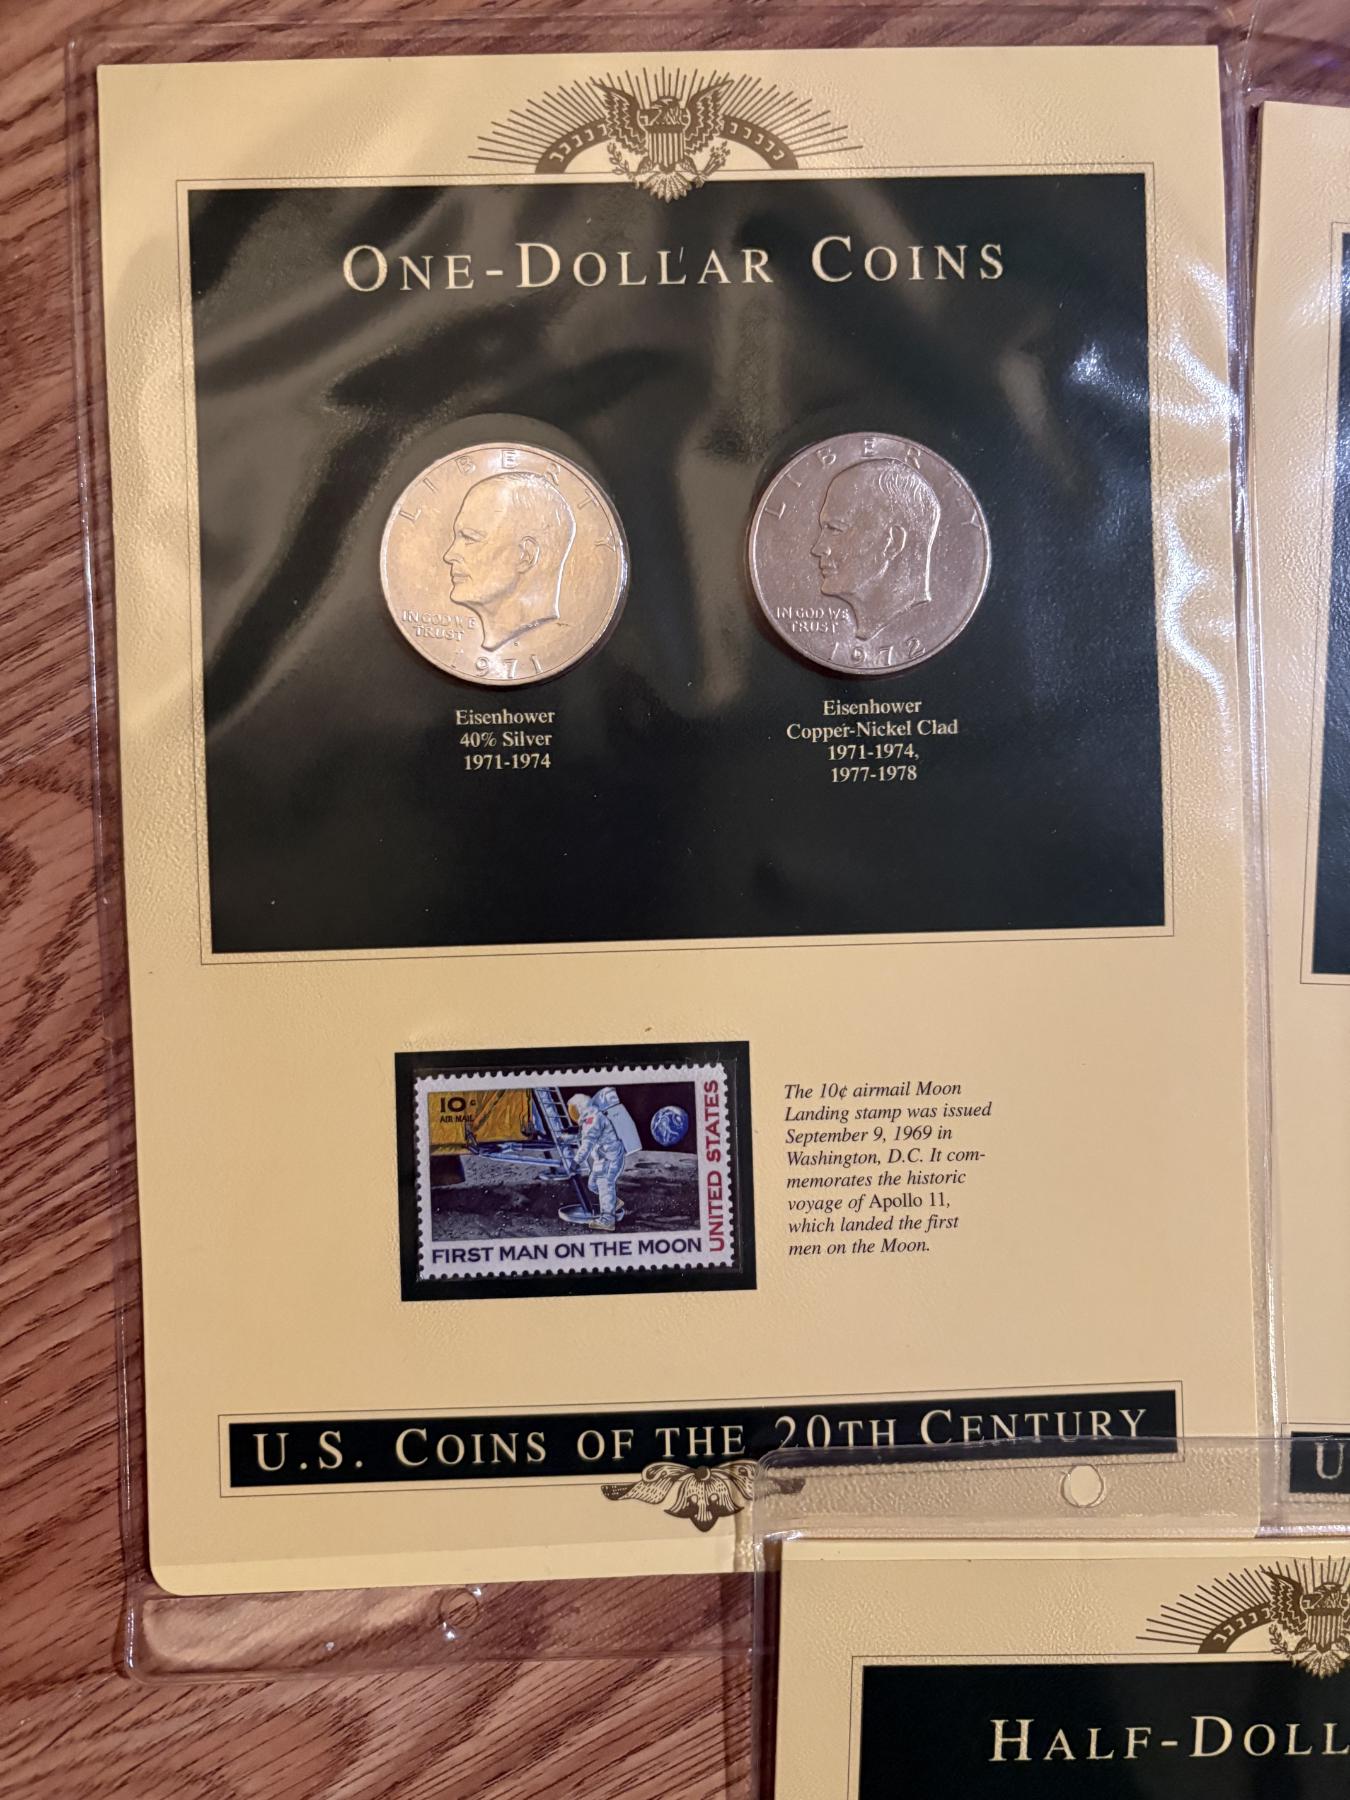 ONE-DOLLAR COINS
LIBERTY
IN GOD WE
TRUST
1971
LIBERTY
IN GOD WE
TRUST
1972
Eisenhower
40% Silver
1971-1974
Eisenhower
Copper-Nickel Clad
1971-1974,
1977-1978
10c
AIR MAIL
UNITED STATES
FIRST MAN ON THE MOON
The 10¢ airmail Moon
Landing stamp was issued
September 9, 1969 in
Washington, D.C. It com-
memorates the historic
voyage of Apollo 11,
which landed the first
men on the Moon.
U.S. COINS OF THE 20TH CENTURY
U
HALF-DOLL